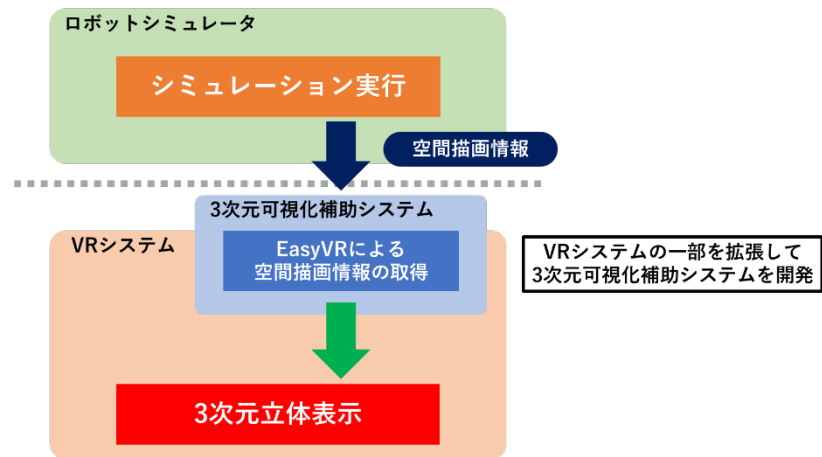 ロボットシミュレータ
シミュレーション実行
空間描画情報
3次元可視化補助システム
VRシステム
EasyVRによる
空間描画情報の取得
VRシステムの一部を拡張して
3次元可視化補助システムを開発
3次元立体表示